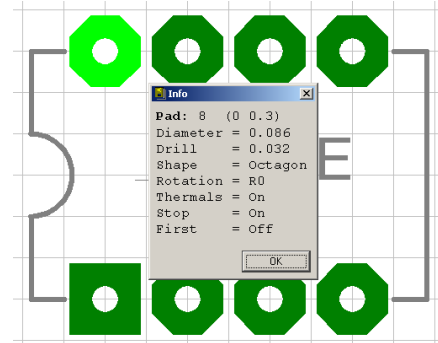 Info
Pad: 8 (0 0.3)
Diameter = 0.086
Drill = 0.032
Shape = Octagon
Rotation = R0
Thermals = On
Stop = On
First = Off
OK
E